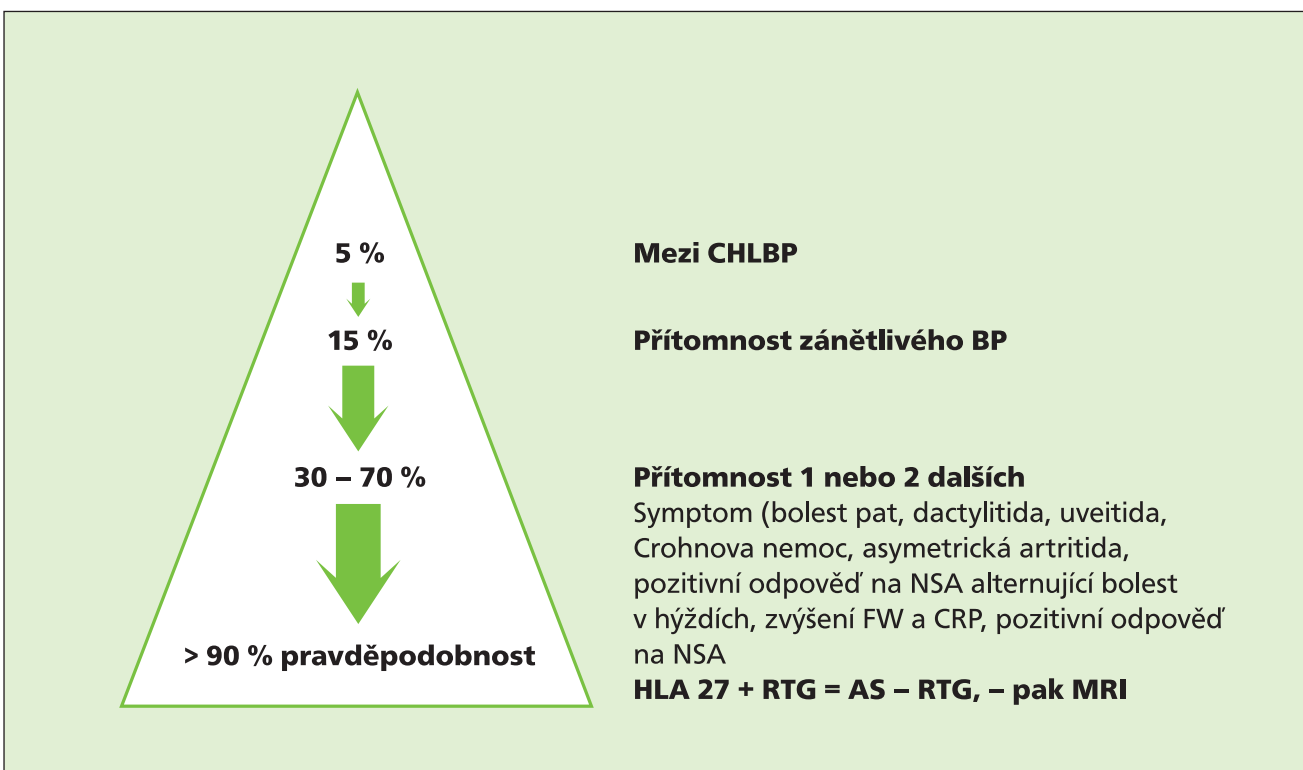 5 %
Mezi CHLBP
15 %
Přítomnost zánětlivého BP
30 – 70 %
Přítomnost 1 nebo 2 dalších
Symptom (bolest pat, dactylitida, uveitida,
Crohnova nemoc, asymetrická artritida,
pozitivní odpověď na NSA alternující bolest
v hýždích, zvýšení FW a CRP, pozitivní odpověď
na NSA
> 90 % pravděpodobnost
HLA 27 + RTG = AS – RTG, – pak MRI